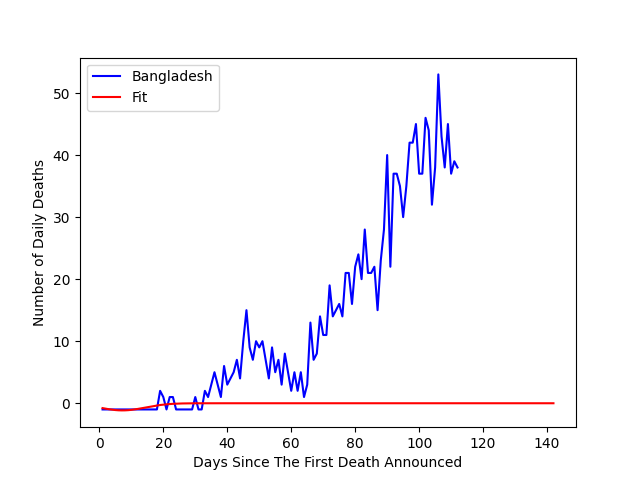 Bangladesh
Fit
50
40
30
20
10
0
Number of Daily Deaths
0 20 40 60 80 100 120 140
Days Since The First Death Announced